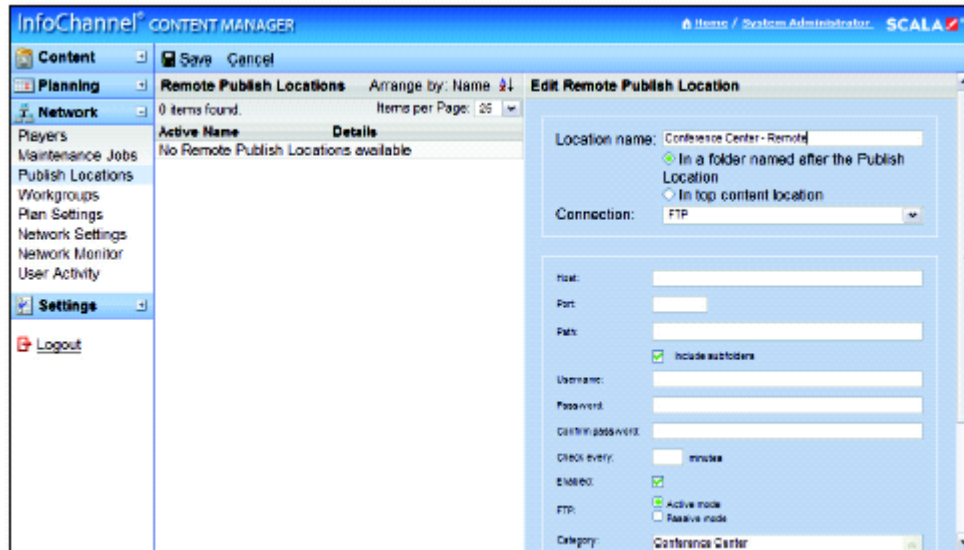 InfoChannel® CONTENT MANAGER
Home / System Administrator
SCALA
Content
Planning
Network
Players
Maintenance Jobs
Publish Locations
Workgroups
Plan Settings
Network Settings
Network Monitor
User Activity
Settings
Logout
Save Cancel
Remote Publish Locations Arrange by: Name
0 items found. Items per Page: 25
Active Name Details
No Remote Publish Locations available
Edit Remote Publish Location
Location name: Conference Center - Remote
In a folder named after the Publish
Location
In top content location
Connection: FTP
Host:
Port:
Path:
Include subfolders
Username:
Password:
Confirm password:
Check every: minutes
Enabled:
FTP: Active mode
Passive mode
Category: Conference Center